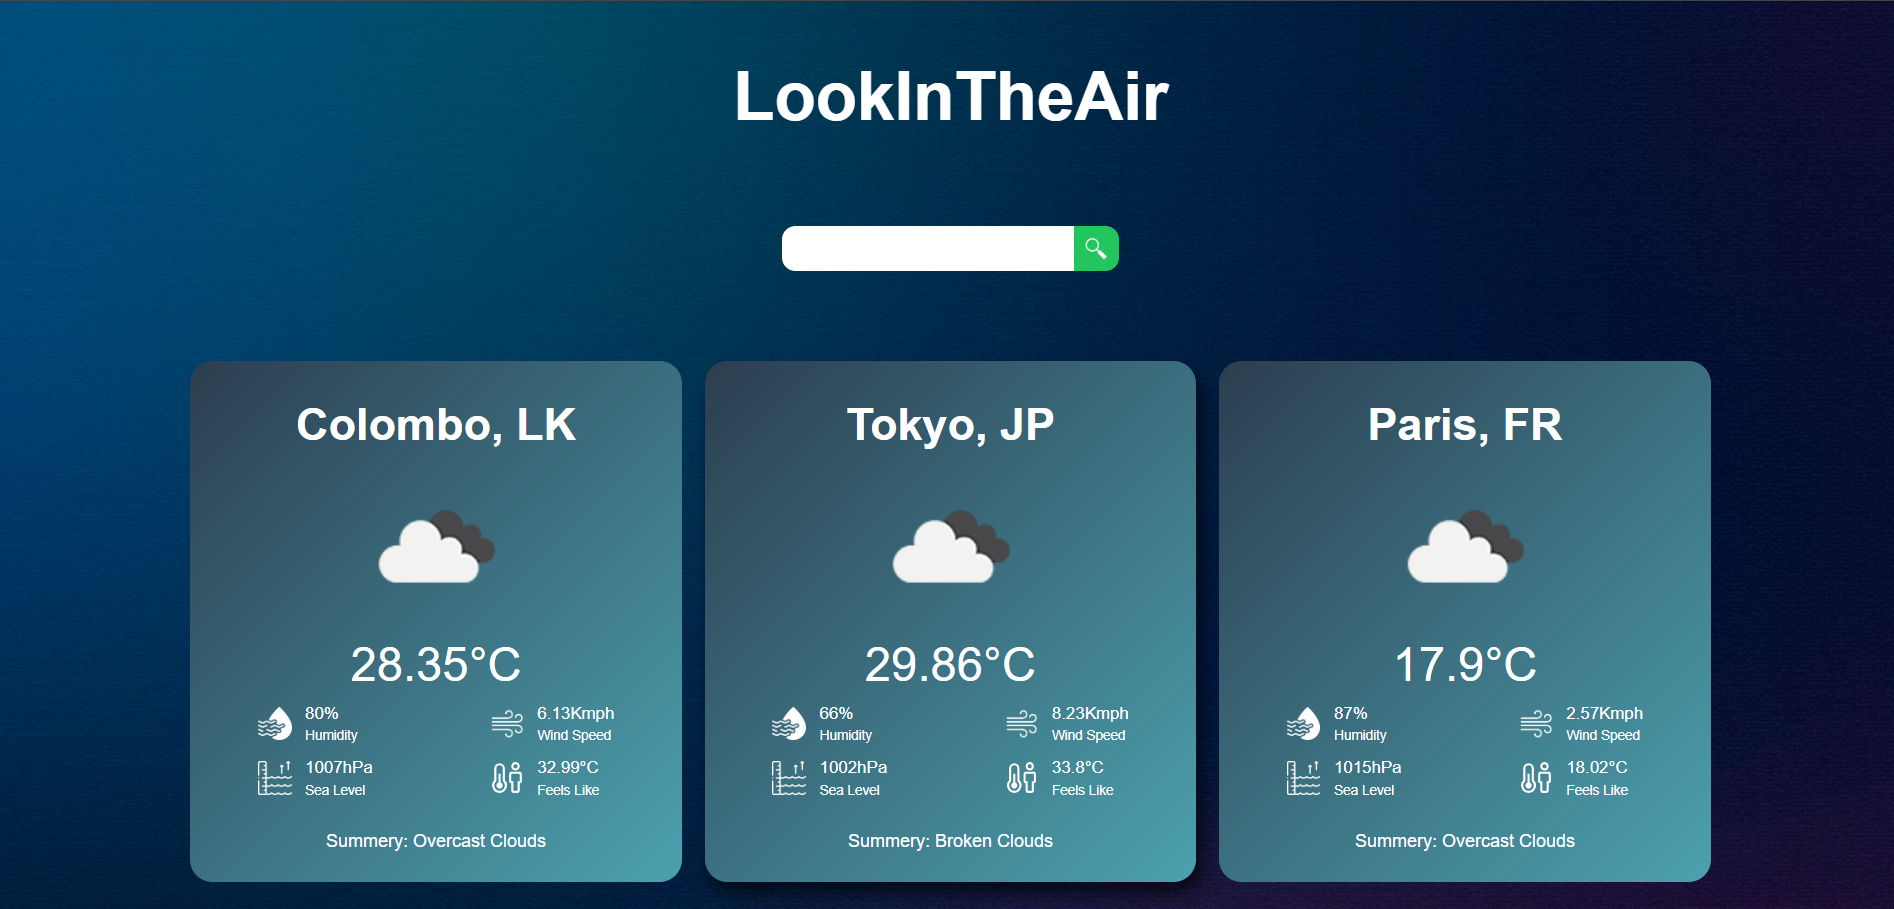 LookInTheAir
Colombo, LK
28.35°C
80%
Humidity
6.13Kmph
Wind Speed
1007hPa
Sea Level
32.99°C
Feels Like
Summery: Overcast Clouds
Tokyo, JP
29.86°C
66%
Humidity
8.23Kmph
Wind Speed
1002hPa
Sea Level
33.8°C
Feels Like
Summery: Broken Clouds
Paris, FR
17.9°C
87%
Humidity
2.57Kmph
Wind Speed
1015hPa
Sea Level
18.02°C
Feels Like
Summery: Overcast Clouds